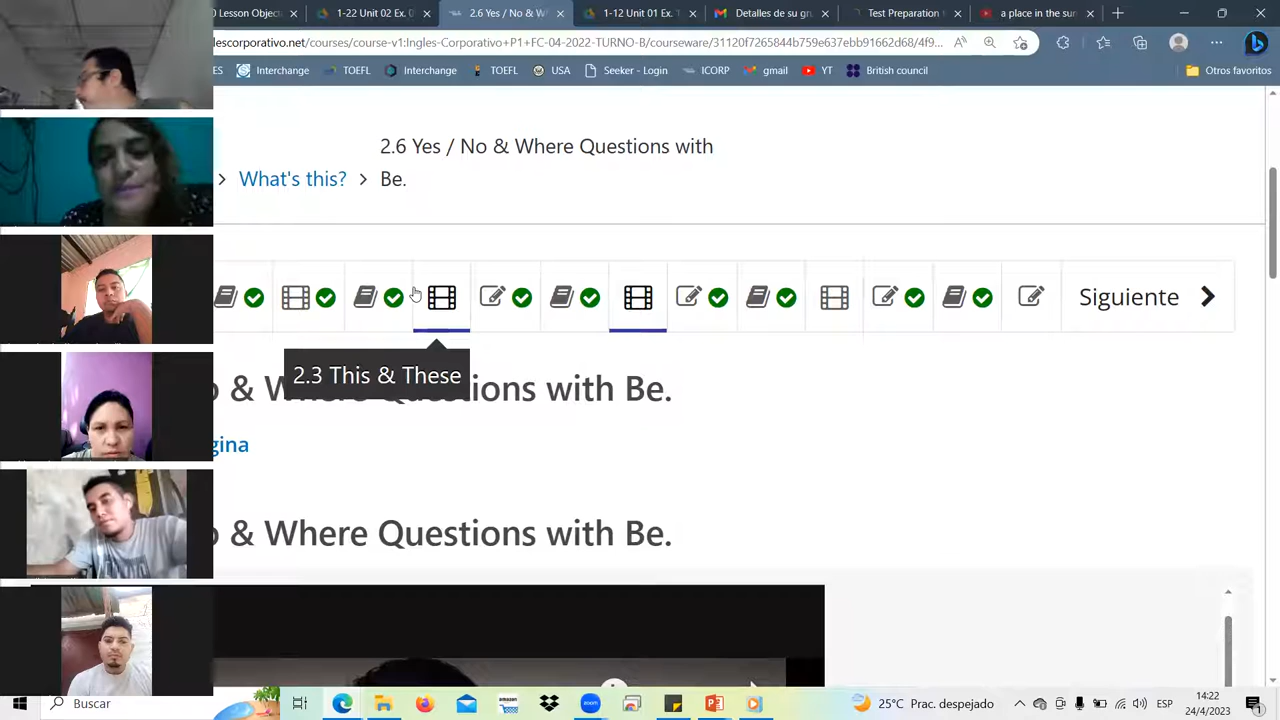 0 Lesson Objecti
1-22 Unit 02 Ex. 0
2.6 Yes / No & W
1-12 Unit 01 Ex. T
Detalles de su gr
Test Preparation
a place in the sun
lescorporativo.net/courses/course-v1:Ingles-Corporativo+P1+FC-04-2022-TURNO-B/courseware/31120f7265844b759e637ebb91662d68/4f9...
ES
Interchange
TOEFL
Interchange
TOEFL
USA
Seeker - Login
ICORP
gmail
YT
British council
Otros favoritos
2.6 Yes / No & Where Questions with
What's this?
Be.
Siguiente
2.3 This & These
o & Where Questions with Be.
gina
o & Where Questions with Be.
Buscar
25°C Prac. despejado
ESP
14:22
24/4/2023